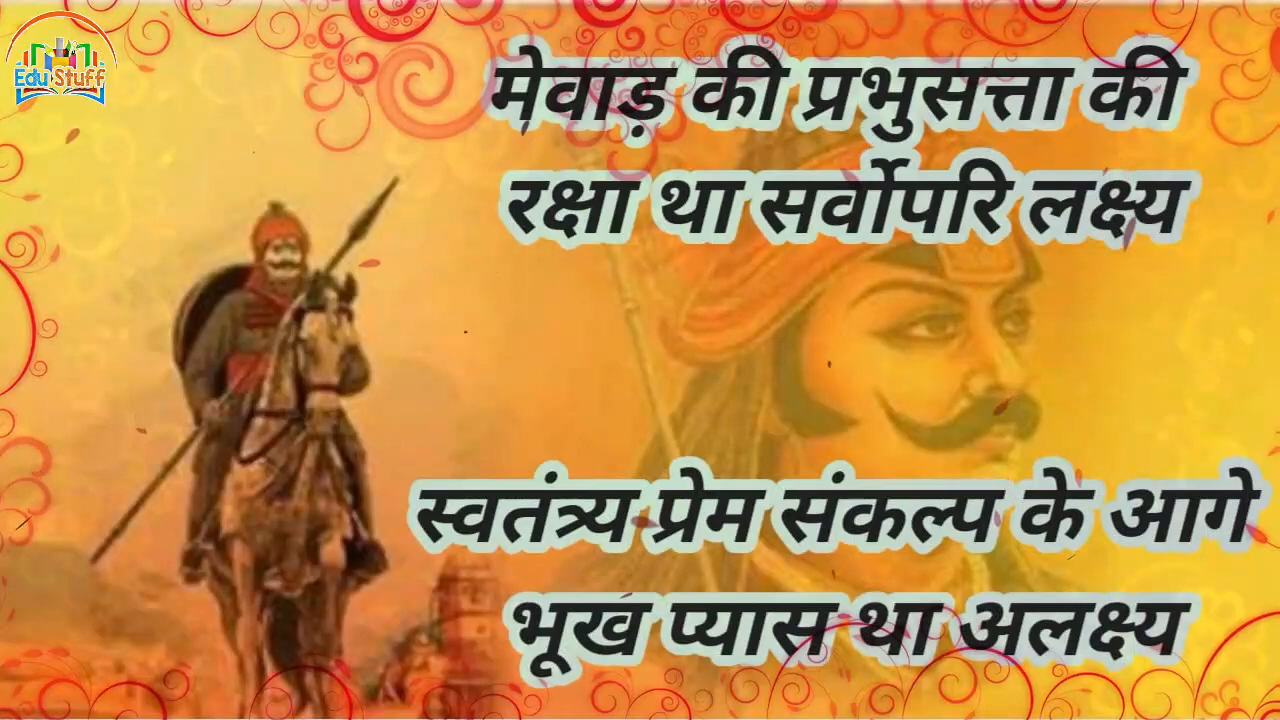 Edu Stuff
मेवाड़ की प्रभुसत्ता की
रक्षा था सर्वोपरि लक्ष्य
स्वतंत्र्य प्रेम संकल्प के आगे
भूख प्यास था अलक्ष्य